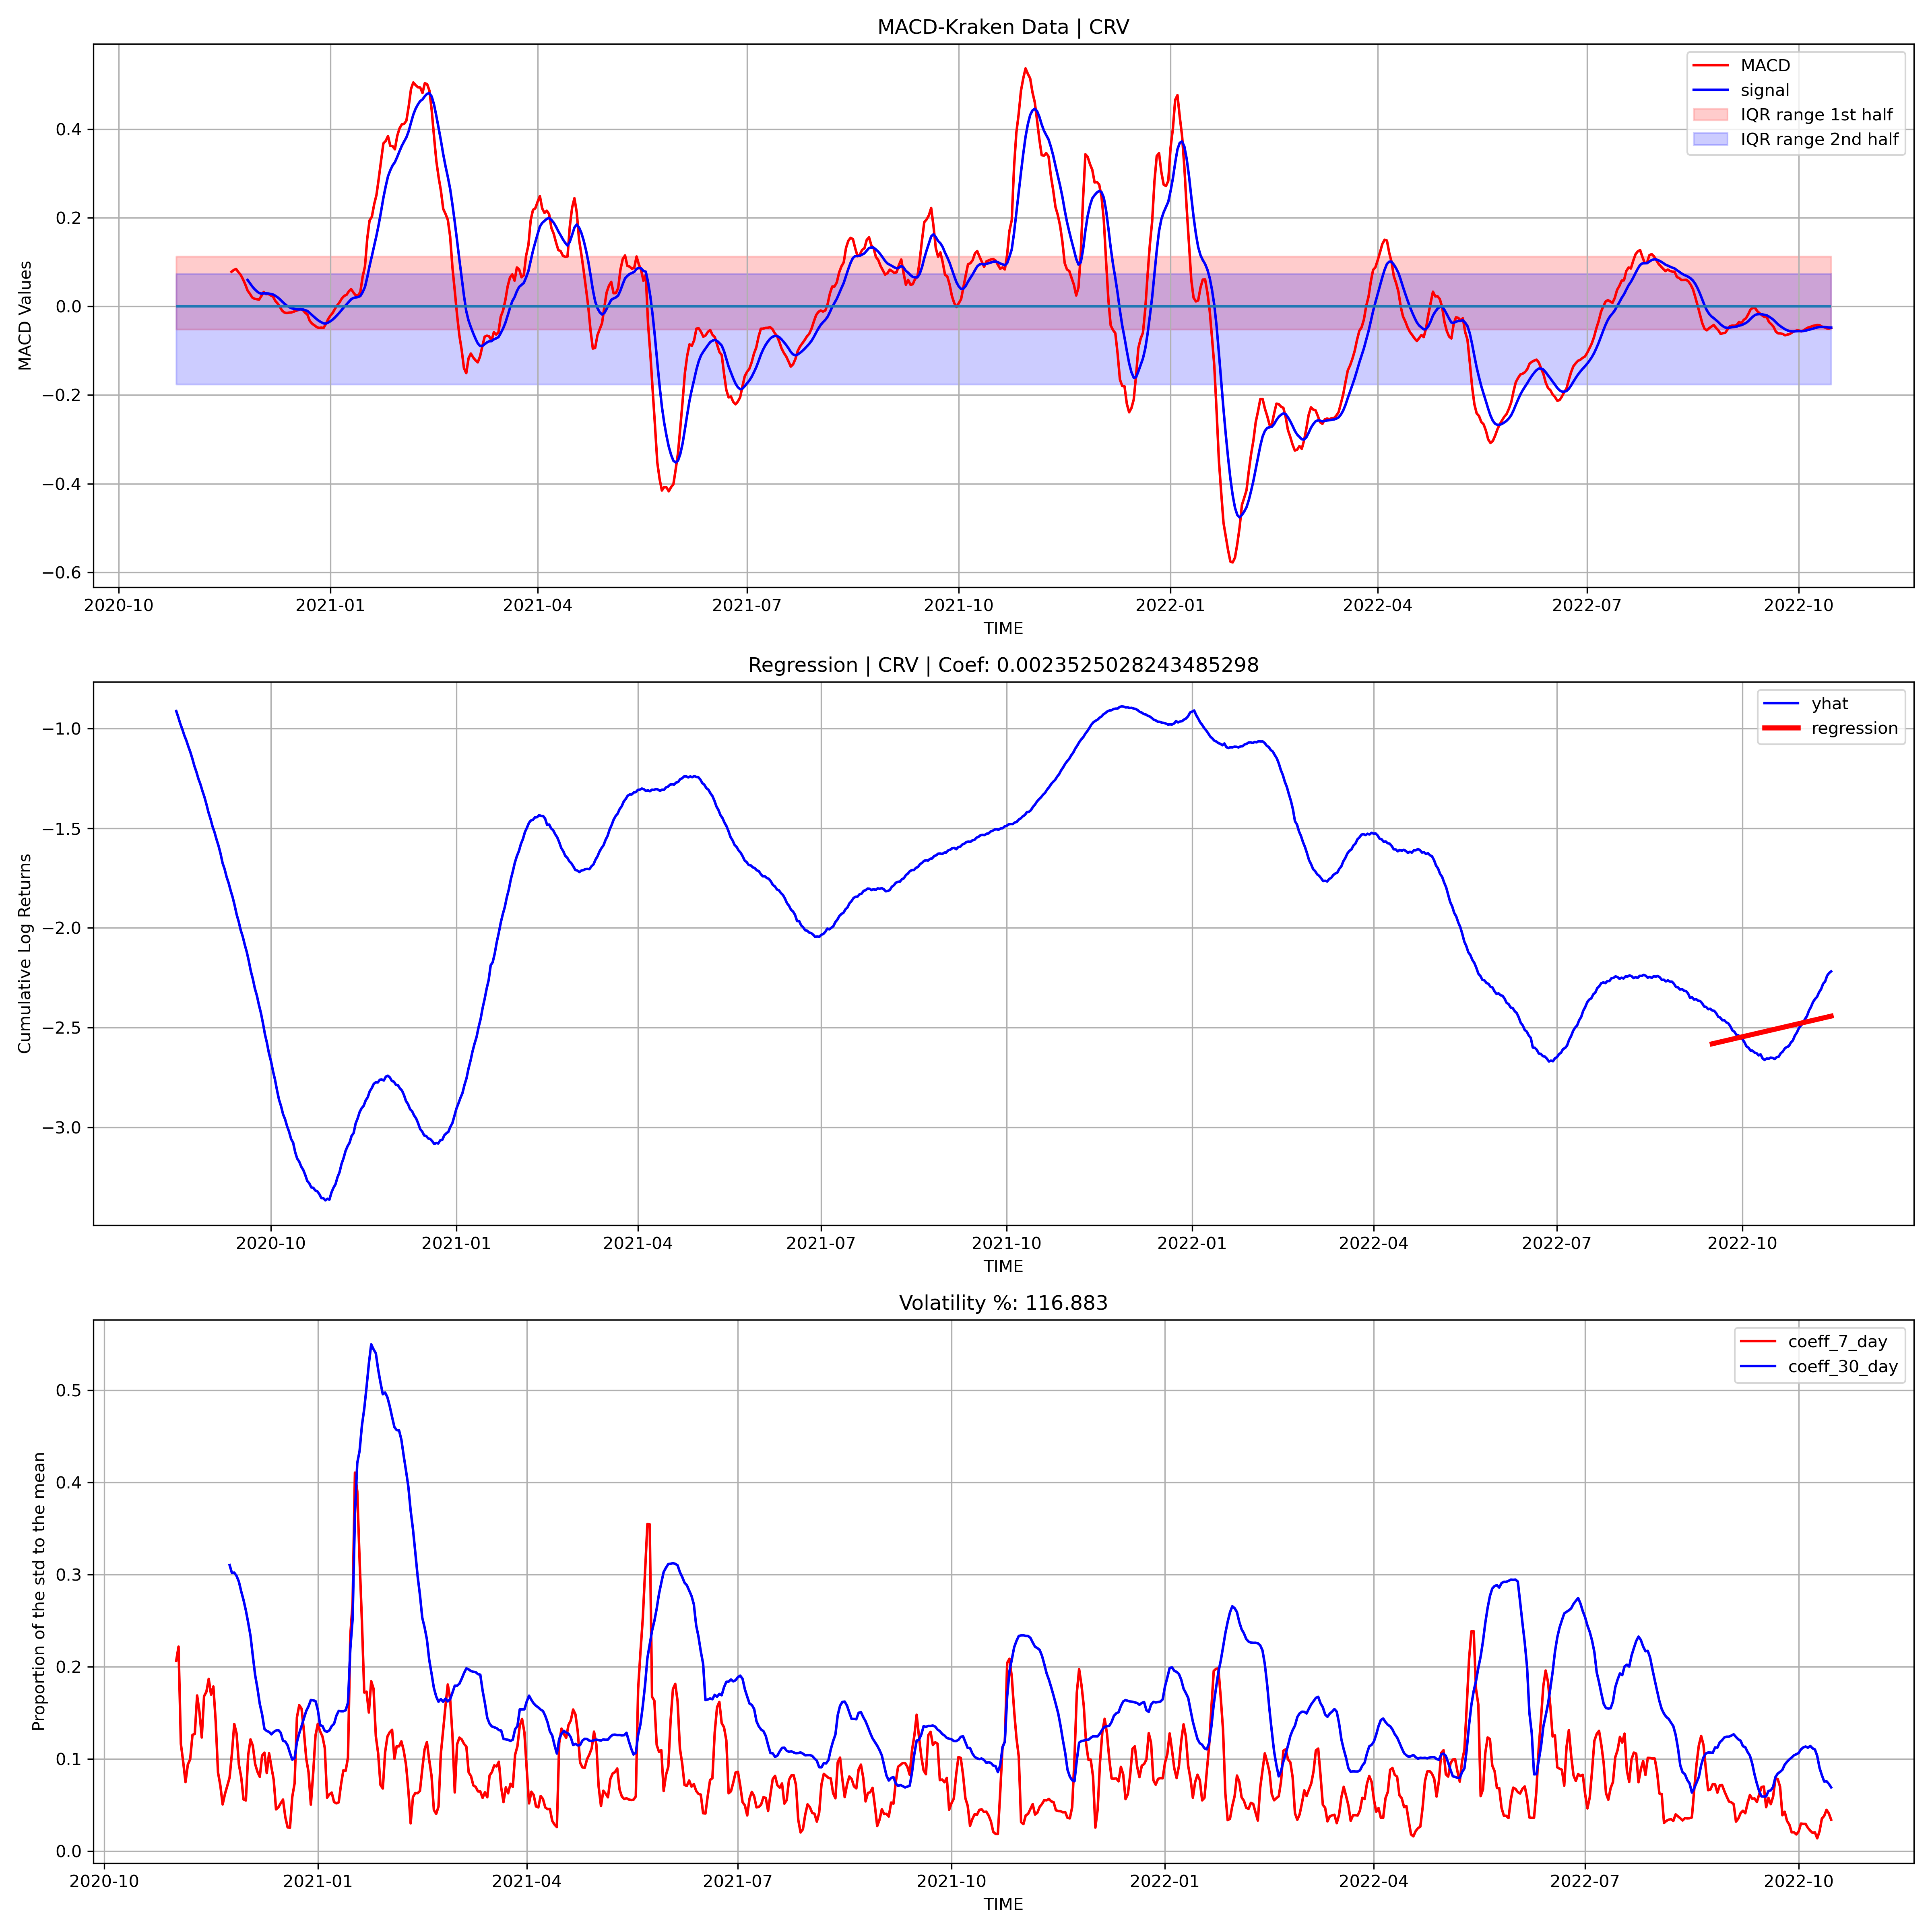 MACD-Kraken Data | CRV
MACD Values
0.4
0.2
0.0
−0.2
−0.4
−0.6
MACD
signal
IQR range 1st half
IQR range 2nd half
2020-10 2021-01 2021-04 2021-07 2021-10 2022-01 2022-04 2022-07 2022-10
TIME
Regression | CRV | Coef: 0.0023525028243485298
Cumulative Log Returns
−1.0
−1.5
−2.0
−2.5
−3.0
yhat
regression
2020-10 2021-01 2021-04 2021-07 2021-10 2022-01 2022-04 2022-07 2022-10
TIME
Volatility %: 116.883
Proportion of the std to the mean
0.5
0.4
0.3
0.2
0.1
0.0
coeff_7_day
coeff_30_day
2020-10 2021-01 2021-04 2021-07 2021-10 2022-01 2022-04 2022-07 2022-10
TIME